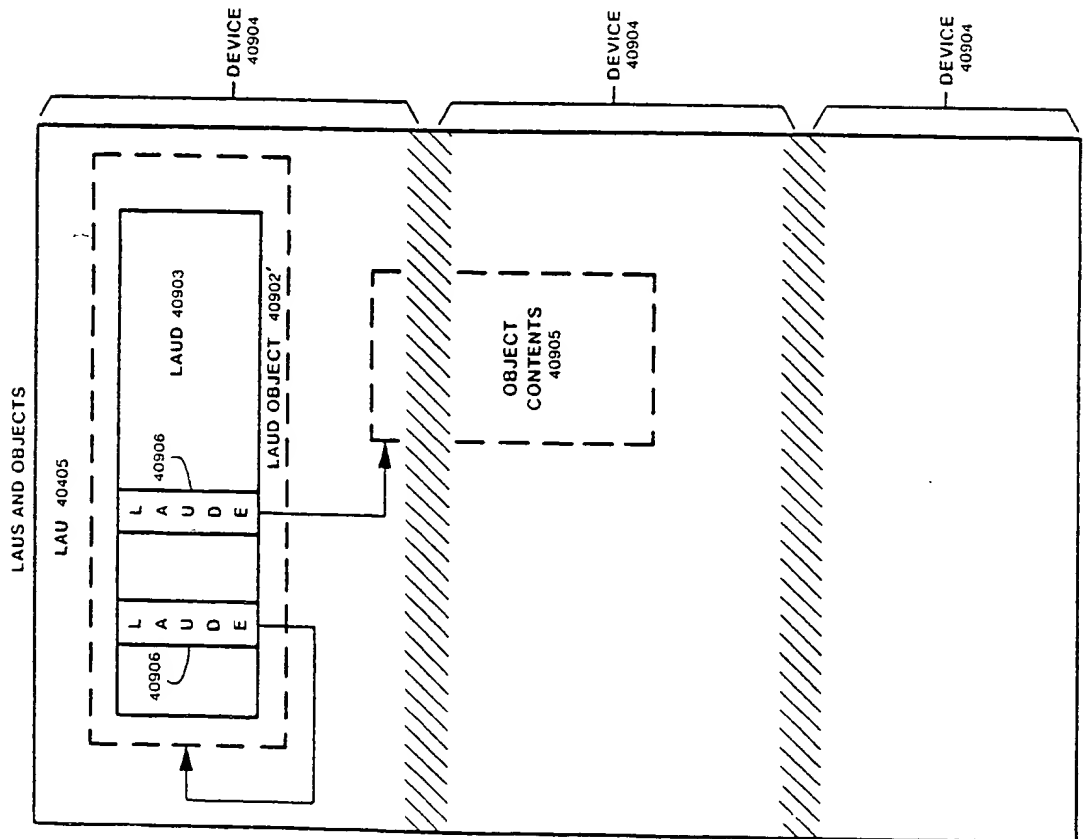 LAUS AND OBJECTS
LAU 40405
40906
40906
L A U D E
L A U D E
LAUD 40903
LAUD OBJECT 40902'
OBJECT
CONTENTS
40905
DEVICE
40904
DEVICE
40904
DEVICE
40904